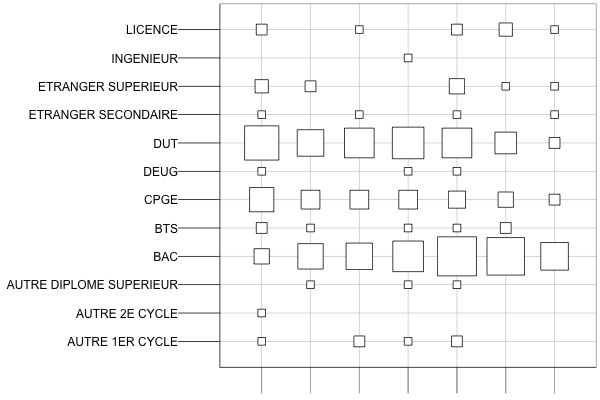 LICENCE
INGENIEUR
ETRANGER SUPERIEUR
ETRANGER SECONDAIRE
DUT
DEUG
CPGE
BTS
BAC
AUTRE DIPLOME SUPERIEUR
AUTRE 2E CYCLE
AUTRE 1ER CYCLE